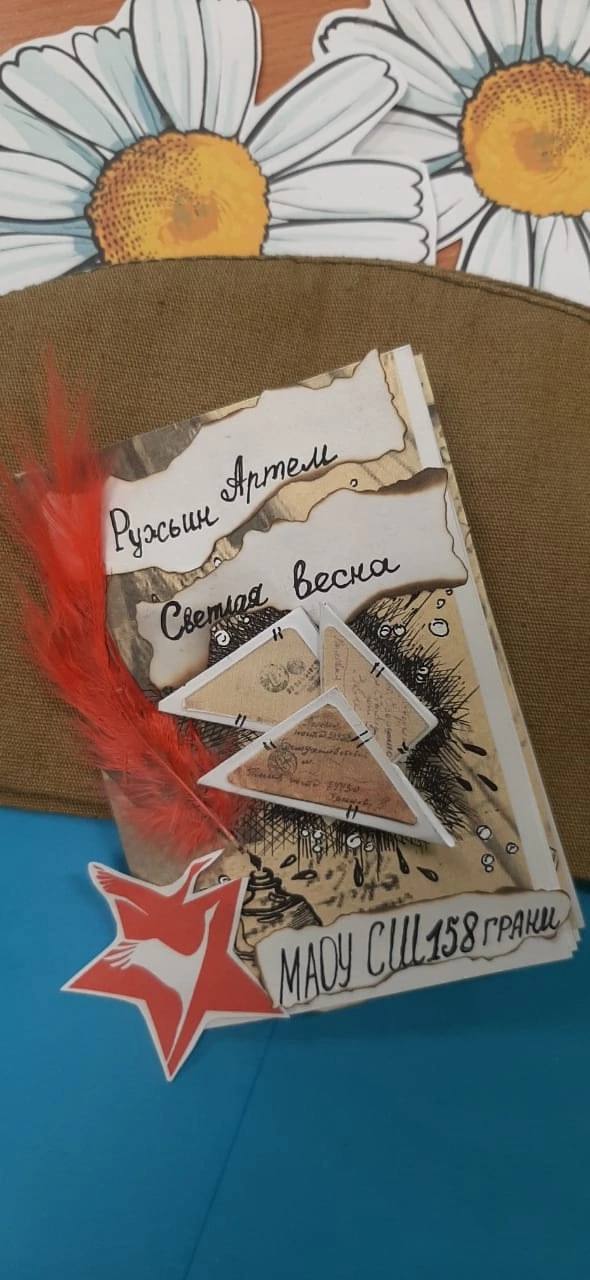 Ружьин Артем
Светлая весна
МАОУ СШ 158 ГРАНИ